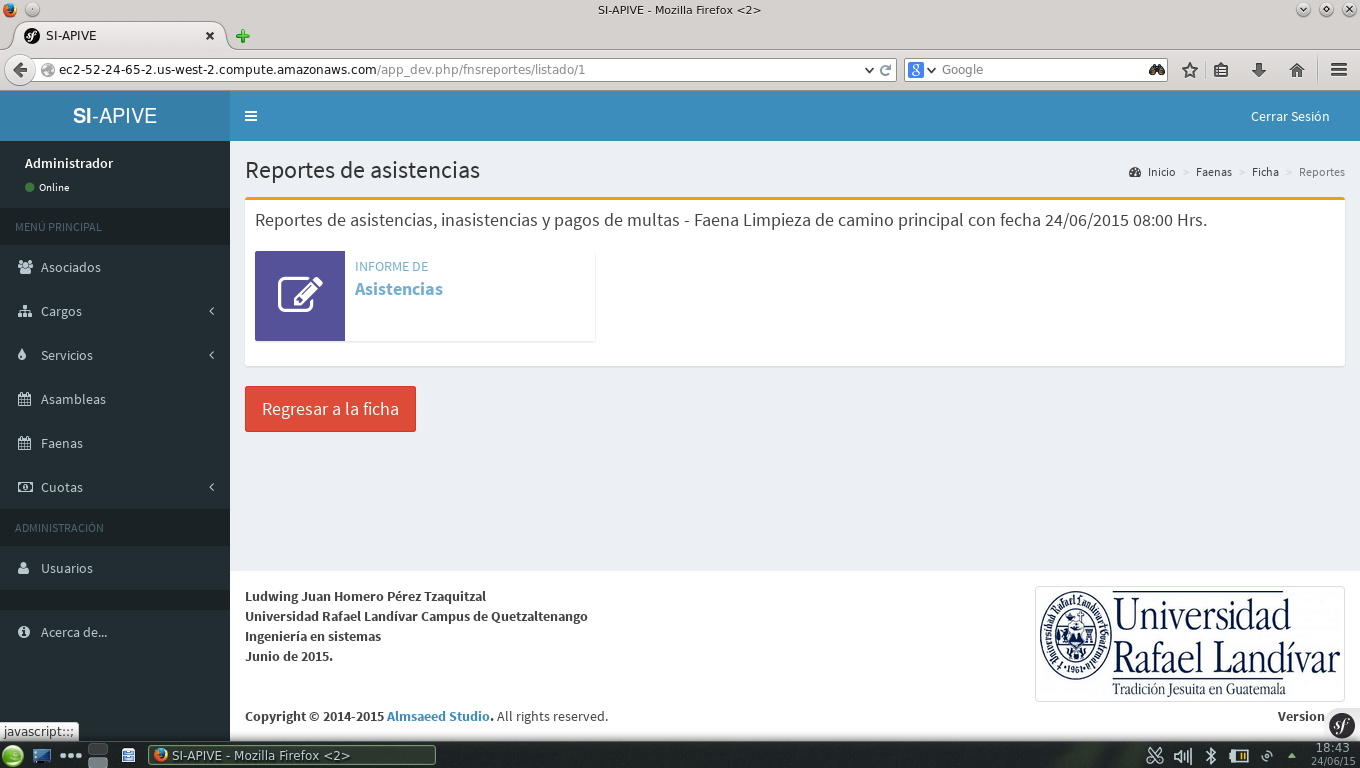 SI-APIVE - Mozilla Firefox <2>
SI-APIVE
ec2-52-24-65-2.us-west-2.compute.amazonaws.com/app_dev.php/fnsreportes/listado/1
Google
SI-APIVE
Cerrar Sesión
Administrador
Online
MENÚ PRINCIPAL
Asociados
Cargos
Servicios
Asambleas
Faenas
Cuotas
ADMINISTRACIÓN
Usuarios
Acerca de...
Reportes de asistencias
Inicio > Faenas > Ficha > Reportes
Reportes de asistencias, inasistencias y pagos de multas - Faena Limpieza de camino principal con fecha 24/06/2015 08:00 Hrs.
INFORME DE
Asistencias
Regresar a la ficha
Ludwing Juan Homero Pérez Tzaquitzal
Universidad Rafael Landívar Campus de Quetzaltenango
Ingeniería en sistemas
Junio de 2015.
Universidad
Rafael Landívar
Tradición Jesuita en Guatemala
Copyright © 2014-2015 Almsaeed Studio. All rights reserved.
Version
javascript::;
SI-APIVE - Mozilla Firefox <2>
18:43
24/06/15